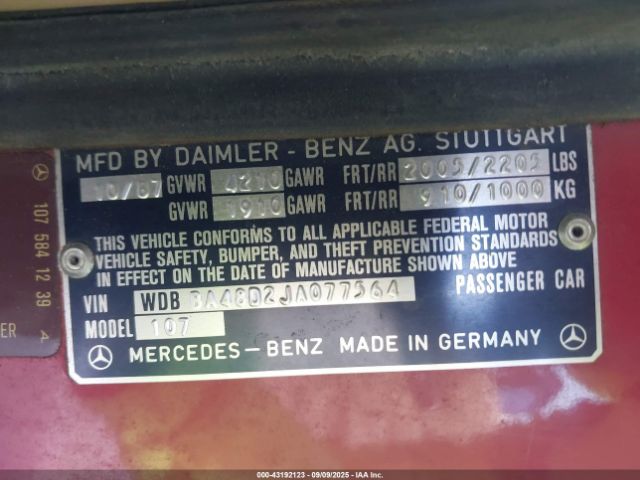 MFD BY DAIMLER - BENZ AG. STUTTGART
10/87 GVWR 4210 GAWR FRT/RR 2005/2205 LBS
GVWR 1910 GAWR FRT/RR 910/1000 KG
THIS VEHICLE CONFORMS TO ALL APPLICABLE FEDERAL MOTOR
VEHICLE SAFETY, BUMPER, AND THEFT PREVENTION STANDARDS
IN EFFECT ON THE DATE OF MANUFACTURE SHOWN ABOVE
VIN WDB BA48D2JA077564 PASSENGER CAR
MODEL 107
MERCEDES-BENZ MADE IN GERMANY
107 584 12 39 A
000-43192123 - 09/09/2025 - IAA Inc.